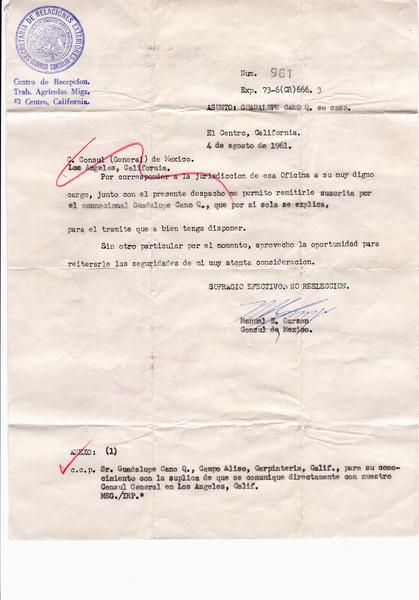 SECRETARIA DE RELACIONES EXTERIORES
SERVICIO CONSULAR
Centro de Recepcion.
Trab. Agricolas Migs.
El Centro, California.
Num. 961
Exp. 73-6(CR)666. 3
ASUNTO: GUADALUPE CANO Q. su caso.
El Centro, California.
4 de agosto de 1961.
C. Consul (General) de Mexico.
Los Angeles, California.
Por corresponder a la jurisdiccion de esa Oficina a su muy digno
cargo, junto con el presente despacho me permito remitirle suscrita por
el connacional Guadalupe Cano Q., que por si sola se explica,
para el tramite que a bien tenga disponer.
Sin otro particular por el momento, aprovecho la oportunidad para
reiterarle las seguridades de mi muy atenta consideracion.
SUFRAGIO EFECTIVO. NO REELECCION.
Manuel E. Garzon
Consul de Mexico.
ANEXO: (1)
c.c.p. Sr. Guadalupe Cano Q., Campo Aliso, Carpinteria, Calif., para su cono-
cimiento con la suplica de que se comunique directamente con nuestro
Consul General en Los Angeles, Calif.
MEG./IRP.*